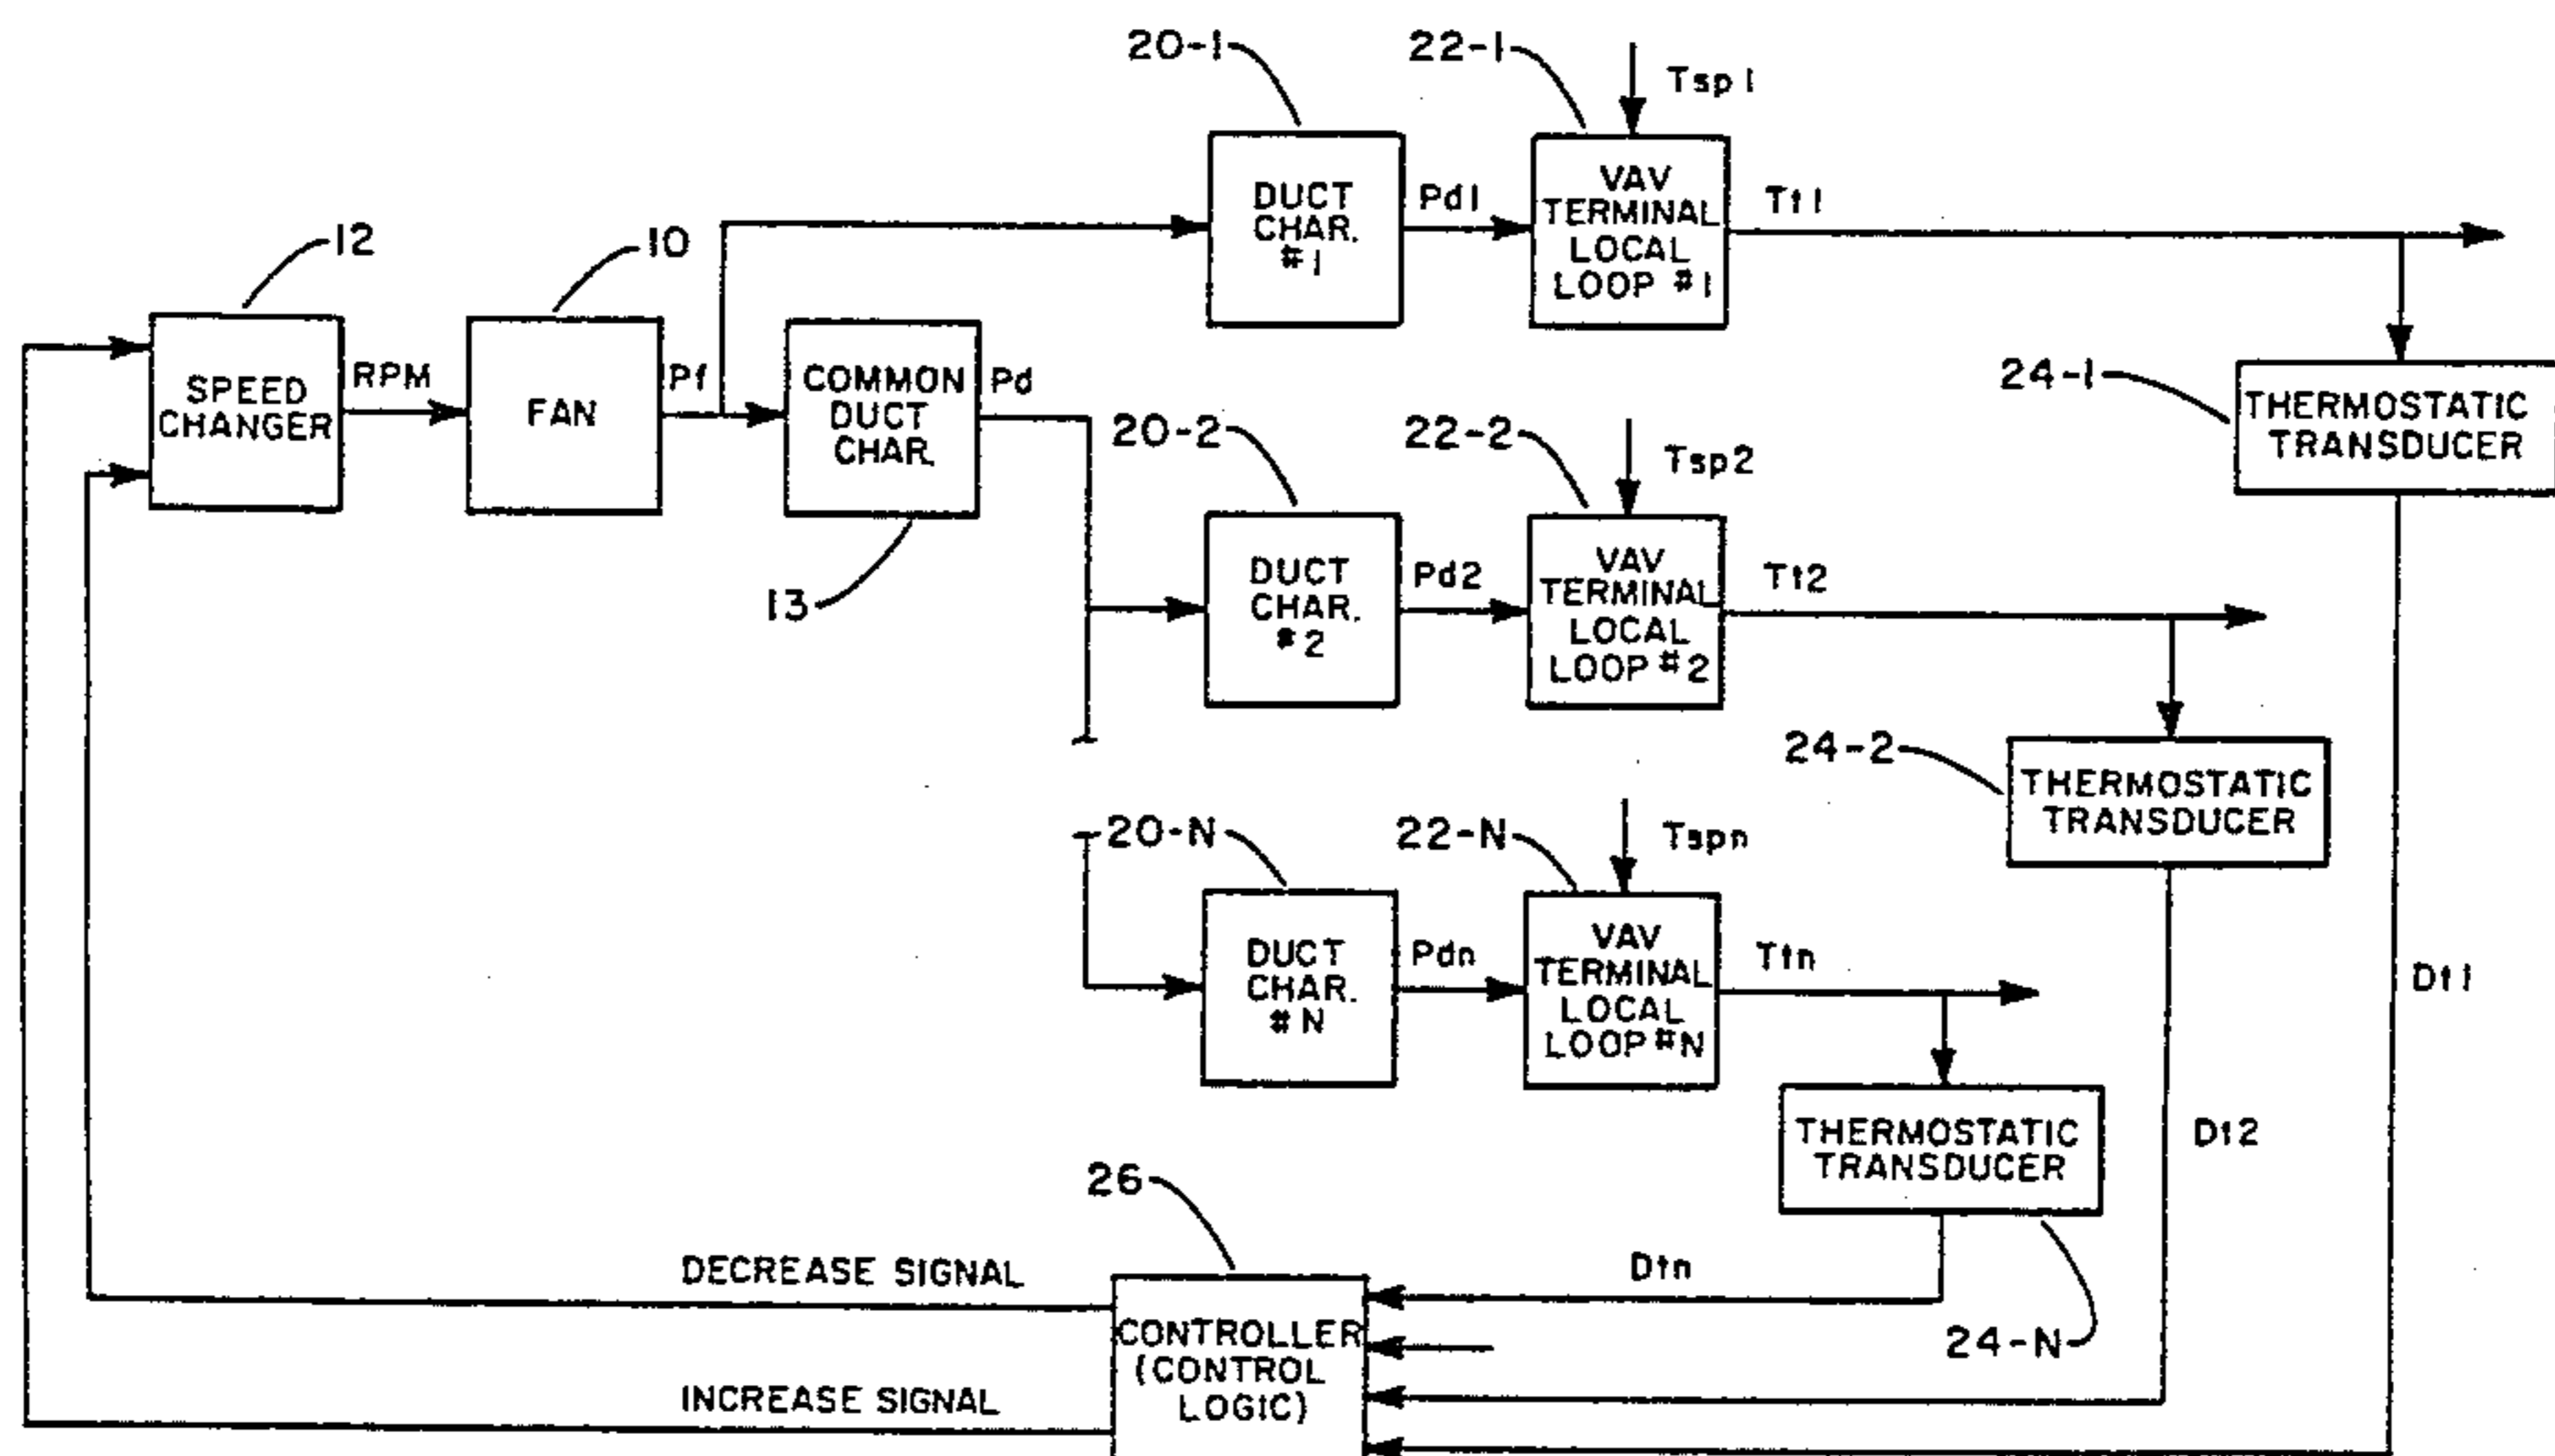 20-1
22-1
Tsp1
DUCT
CHAR.
#1
Pd1
VAV
TERMINAL
LOCAL
LOOP #1
Tt1
12
10
SPEED
CHANGER
RPM
FAN
Pf
COMMON
DUCT
CHAR.
Pd
13
24-1
THERMOSTATIC
TRANSDUCER
20-2
22-2
Tsp2
DUCT
CHAR.
#2
Pd2
VAV
TERMINAL
LOCAL
LOOP #2
Tt2
24-2
THERMOSTATIC
TRANSDUCER
20-N
22-N
Tspn
DUCT
CHAR.
#N
Pdn
VAV
TERMINAL
LOCAL
LOOP #N
Ttn
Dt1
THERMOSTATIC
TRANSDUCER
Dt2
26
24-N
Dtn
DECREASE SIGNAL
INCREASE SIGNAL
CONTROLLER
(CONTROL
LOGIC)